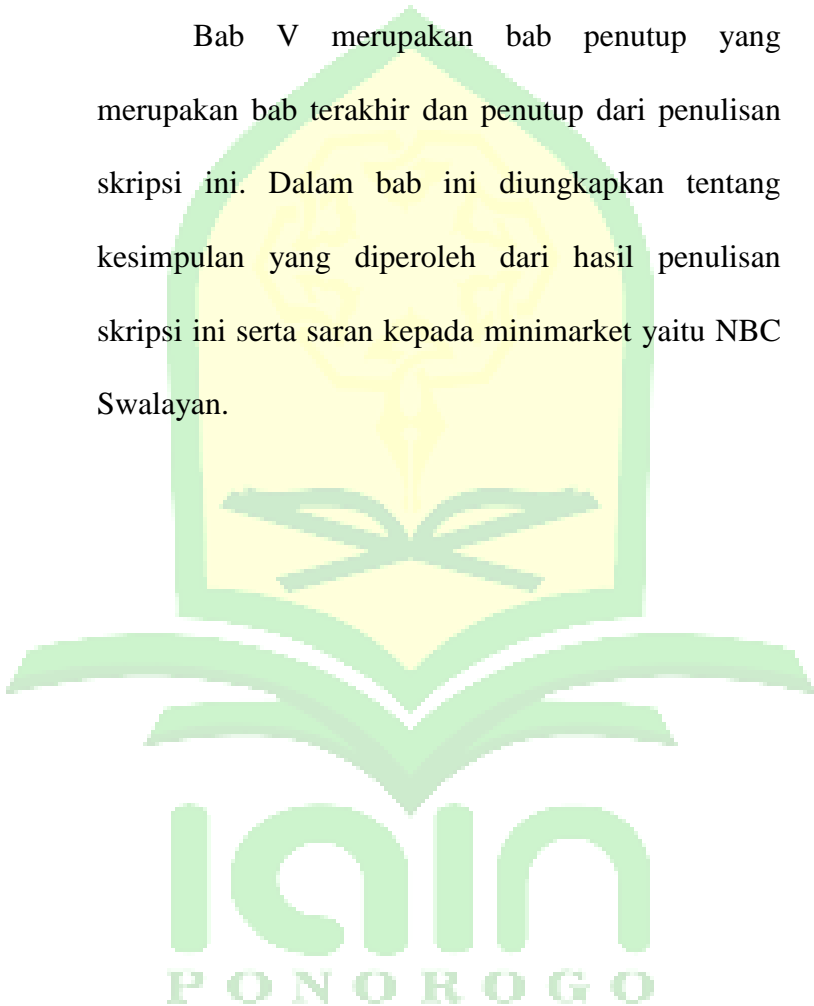 Bab V merupakan bab penutup yang
merupakan bab terakhir dan penutup dari penulisan
skripsi ini. Dalam bab ini diungkapkan tentang
kesimpulan yang diperoleh dari hasil penulisan
skripsi ini serta saran kepada minimarket yaitu NBC
Swalayan.
iain
PONOROGO